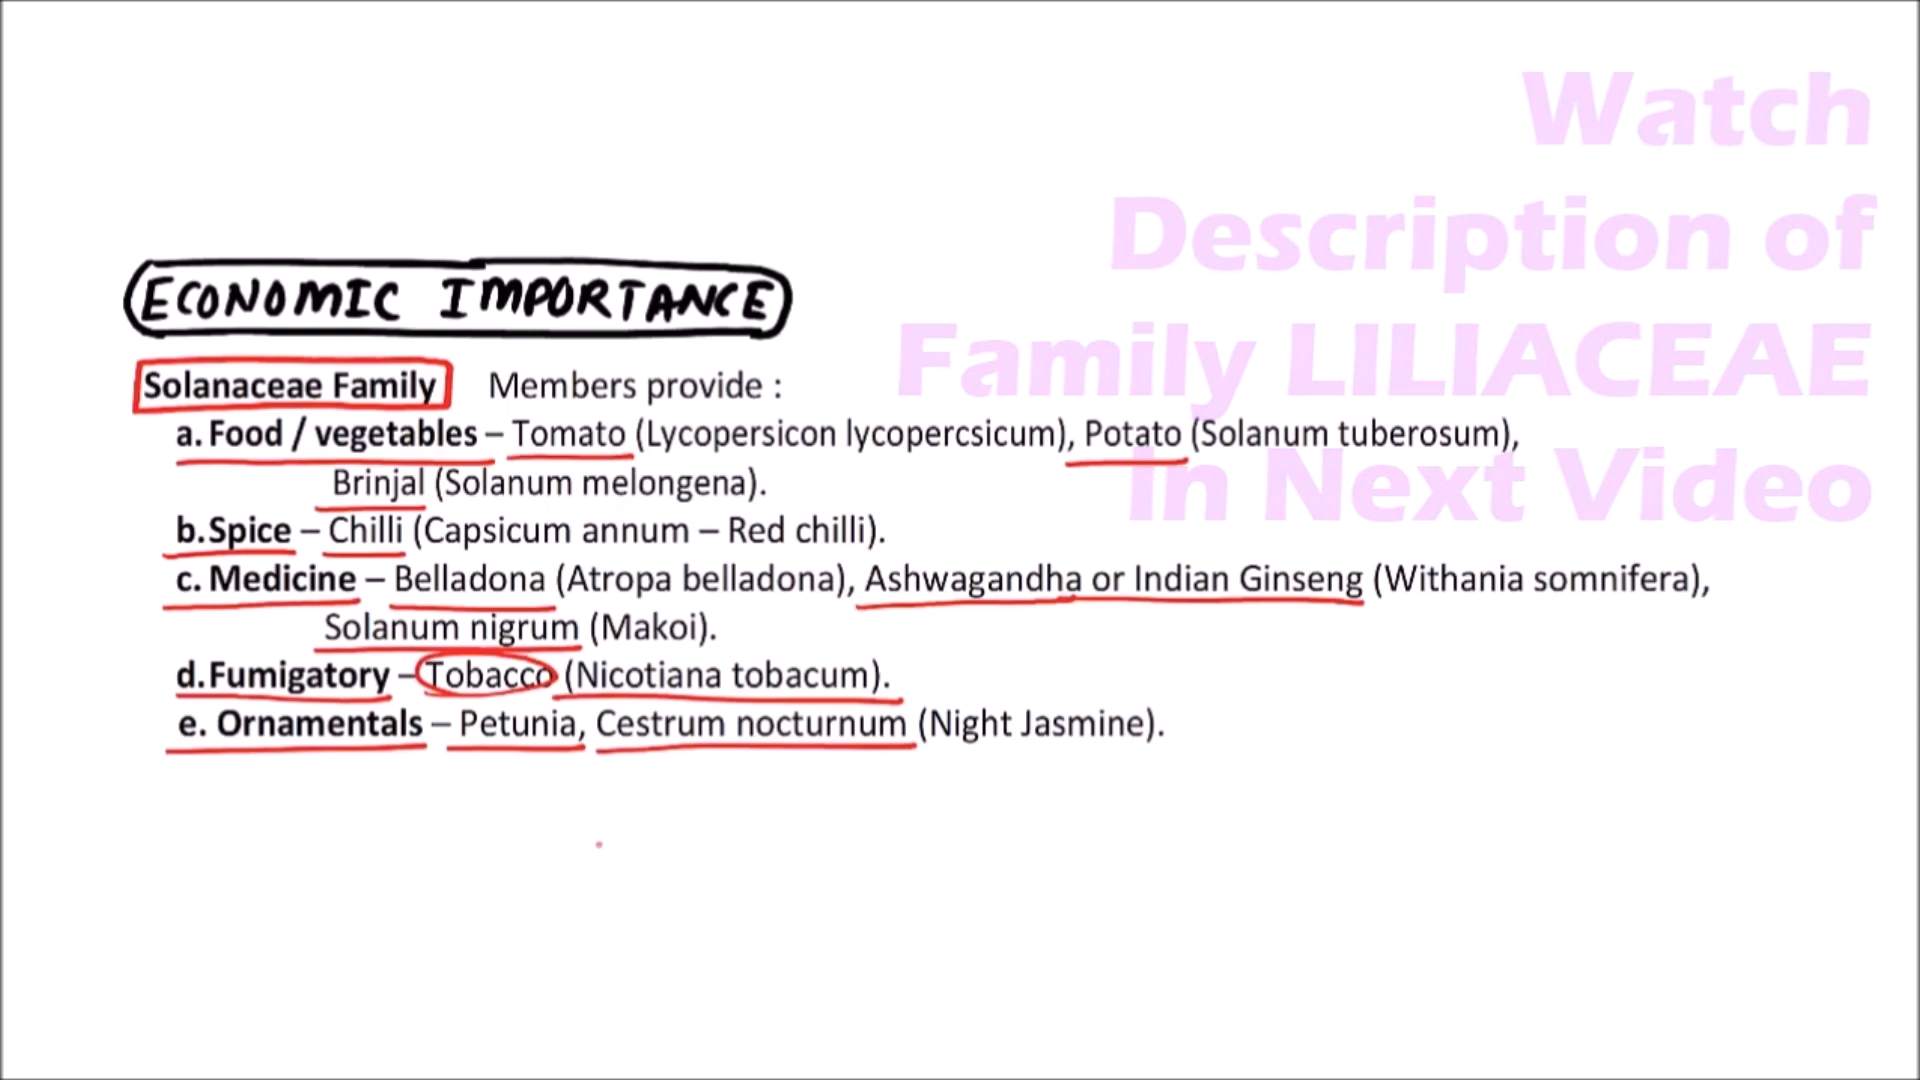 Watch
Description of
Family LILIACEAE
In Next Video
ECONOMIC IMPORTANCE
Solanaceae Family Members provide :
a. Food / vegetables – Tomato (Lycopersicon lycopercsicum), Potato (Solanum tuberosum),
Brinjal (Solanum melongena).
b.Spice – Chilli (Capsicum annum – Red chilli).
c. Medicine – Belladona (Atropa belladona), Ashwagandha or Indian Ginseng (Withania somnifera),
Solanum nigrum (Makoi).
d.Fumigatory – Tobacco (Nicotiana tobacum).
e. Ornamentals – Petunia, Cestrum nocturnum (Night Jasmine).